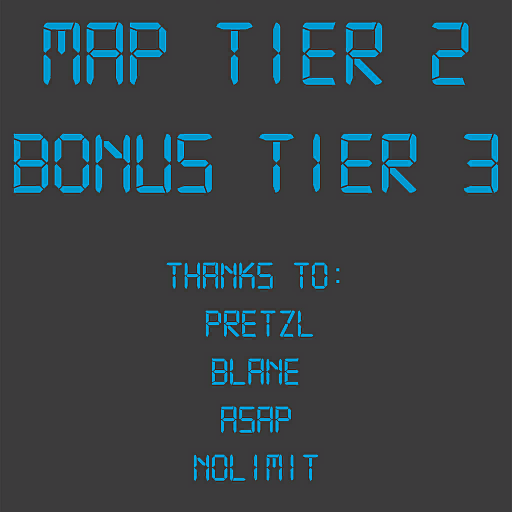 MAP TIER 2
BONUS TIER 3
THANKS TO:
PRETZL
BLANE
ASAP
NOLIMIT